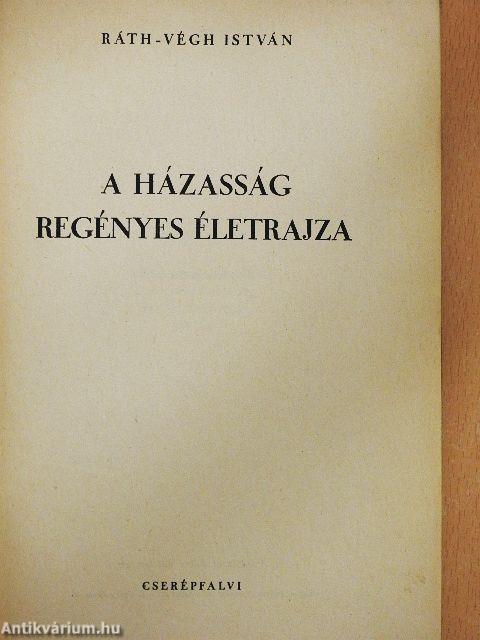 RÁTH-VÉGH ISTVÁN
A HÁZASSÁG
REGÉNYES ÉLETRAJZA
CSERÉPFALVI
Antikvárium.hu